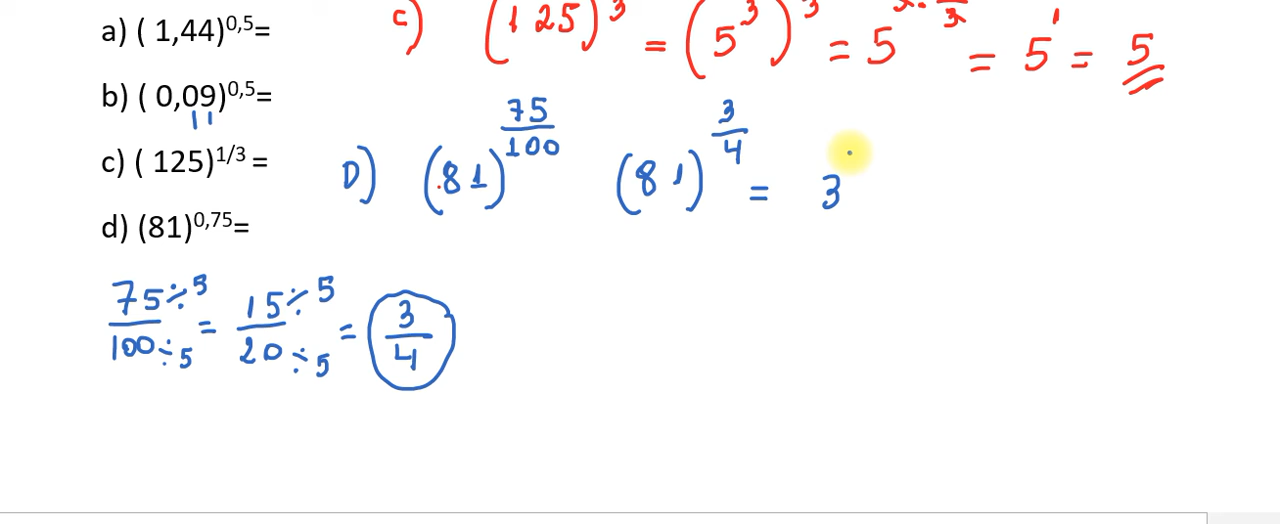 a) ( 1,44)^0,5=
b) ( 0,09)^0,5=
c) ( 125)^1/3 =
d) (81)^0,75=
c) (125)^3 = (5^3)^3 = 5 = 5^1 = 5
D) (81)^75/100 (81)^3/4 = 3
75÷5/100÷5 = 15÷5/20÷5 = 3/4